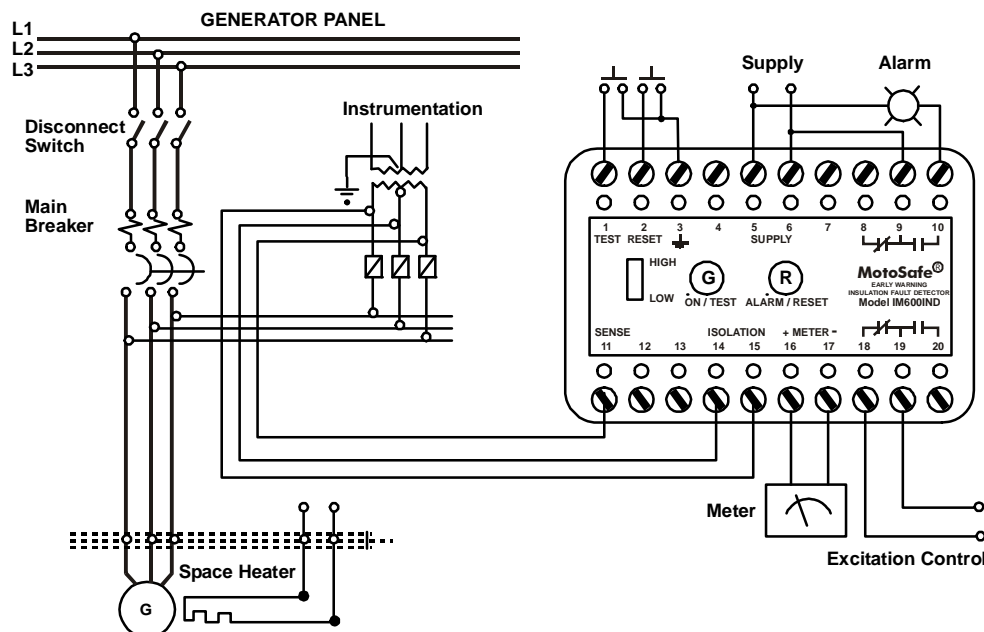 GENERATOR PANEL
L1
L2
L3
Disconnect
Switch
Main
Breaker
Instrumentation
Supply
Alarm
1 2 3 4 5 6 7 8 9 10
TEST RESET SUPPLY
HIGH
LOW
G
ON / TEST
R
ALARM / RESET
MotoSafe®
EARLY WARNING
INSULATION FAULT DETECTOR
Model IM600IND
SENSE ISOLATION + METER -
11 12 13 14 15 16 17 18 19 20
Meter
Excitation Control
Space Heater
G